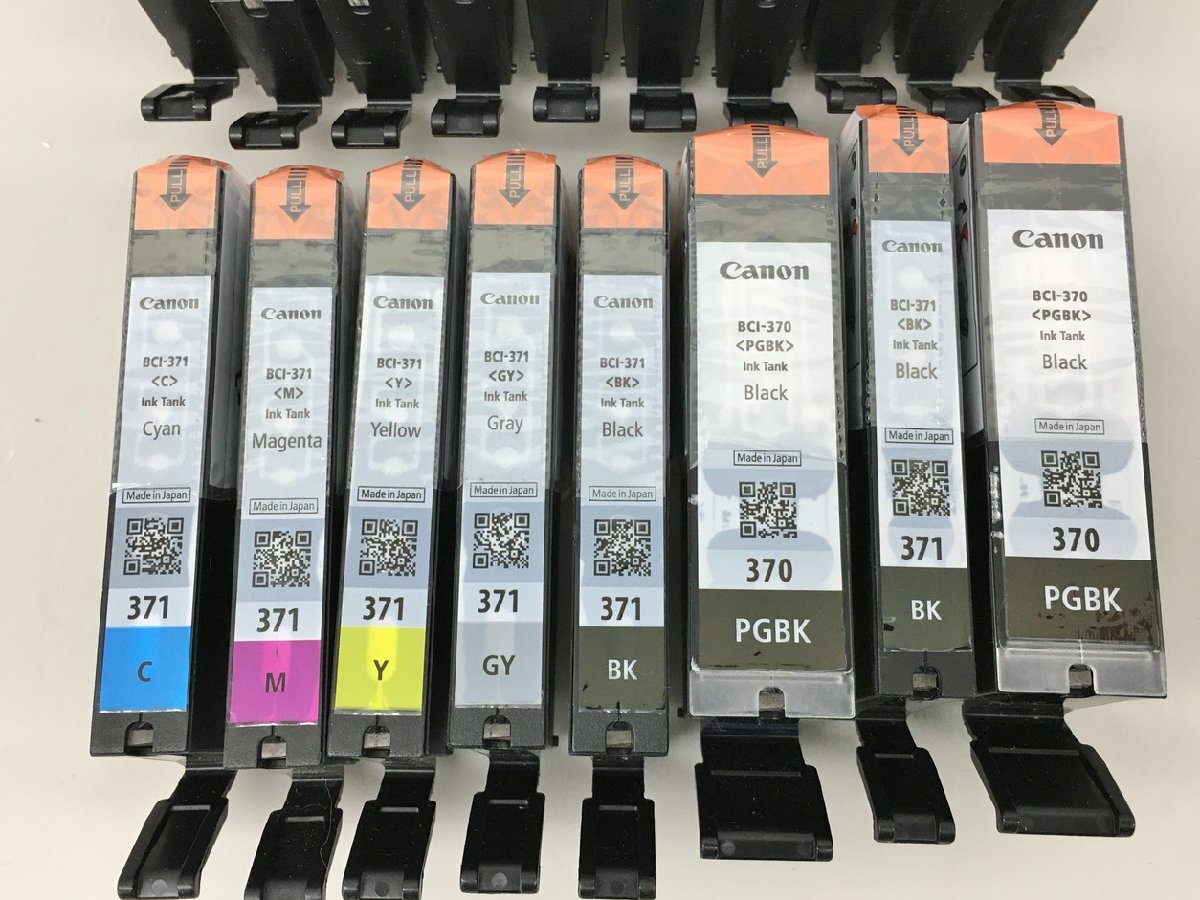 PULL
Canon
BCI-371
<C>
Ink Tank
Cyan
Made in Japan
371
C
PULL
Canon
BCI-371
<M>
Ink Tank
Magenta
Made in Japan
371
M
PULL
Canon
BCI-371
<Y>
Ink Tank
Yellow
Made in Japan
371
Y
PULL
Canon
BCI-371
<GY>
Ink Tank
Gray
Made in Japan
371
GY
PULL
Canon
BCI-371
<BK>
Ink Tank
Black
Made in Japan
371
BK
PULL
Canon
BCI-370
<PGBK>
Ink Tank
Black
Made in Japan
370
PGBK
PULL
Canon
BCI-371
<BK>
Ink Tank
Black
Made in Japan
371
BK
PULL
Canon
BCI-370
<PGBK>
Ink Tank
Black
Made in Japan
370
PGBK